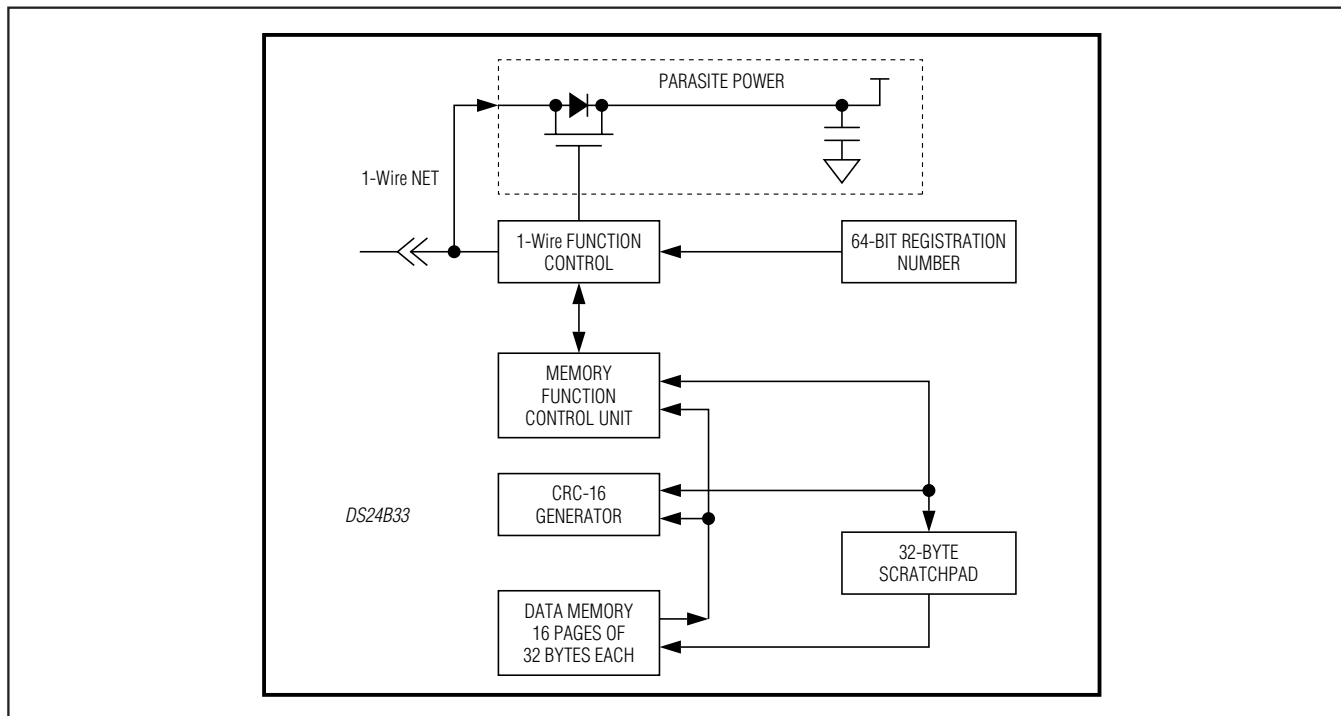 PARASITE POWER
1-Wire NET
1-Wire FUNCTION
CONTROL
64-BIT REGISTRATION
NUMBER
MEMORY
FUNCTION
CONTROL UNIT
CRC-16
GENERATOR
DS24B33
32-BYTE
SCRATCHPAD
DATA MEMORY
16 PAGES OF
32 BYTES EACH